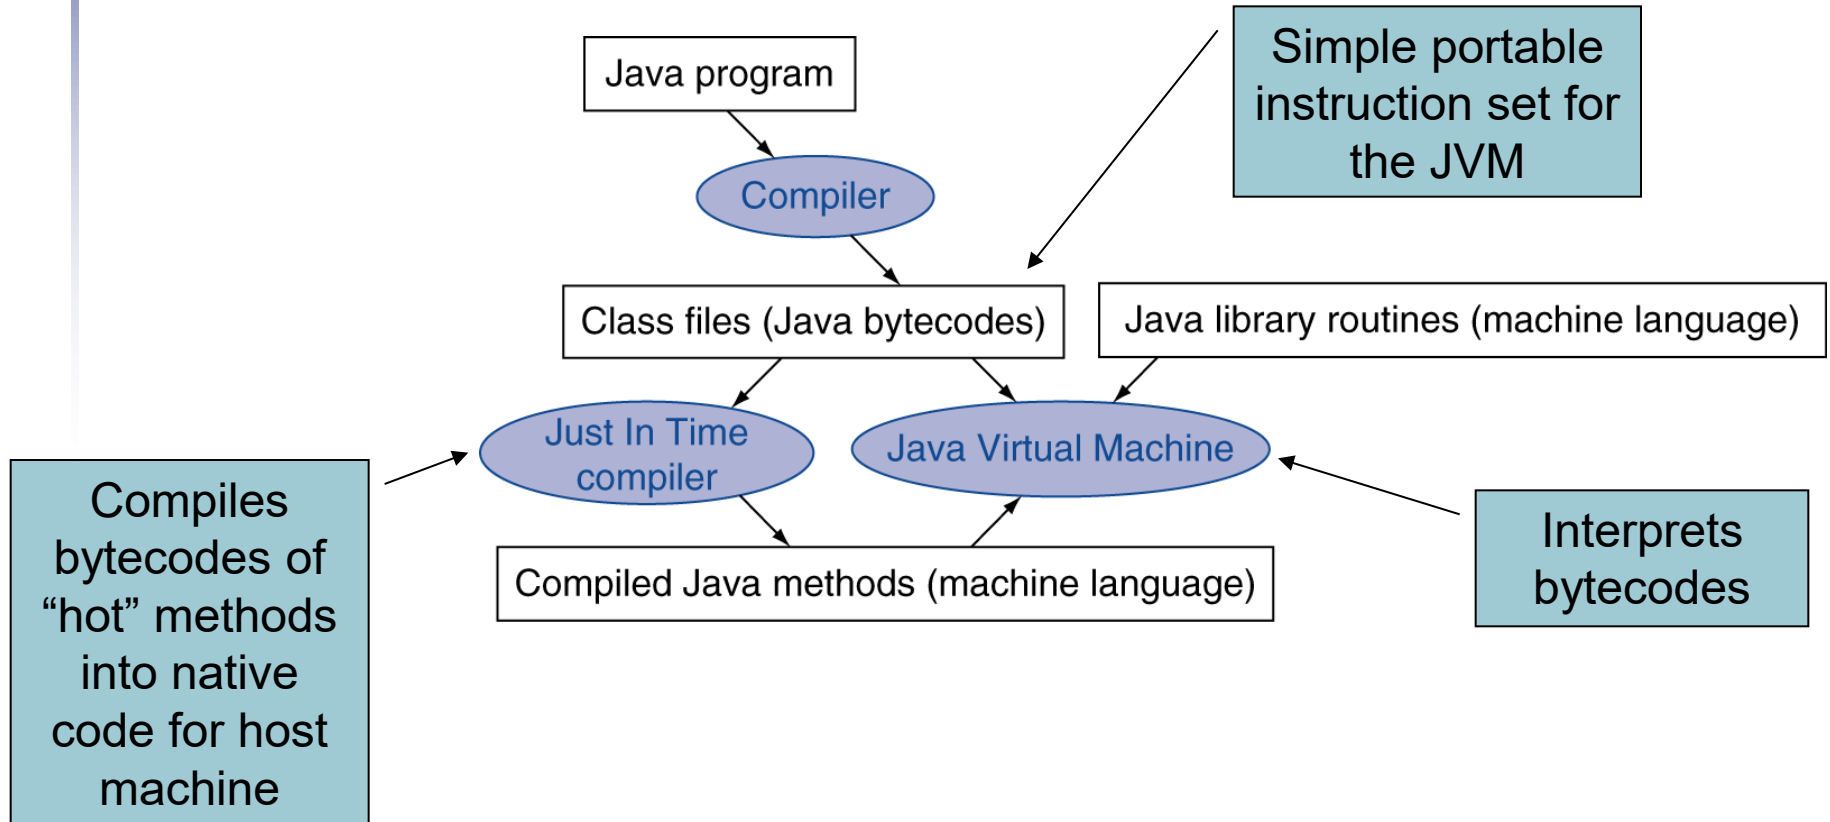 Java program
Simple portable
instruction set for
the JVM
Compiler
Class files (Java bytecodes)
Java library routines (machine language)
Just In Time
compiler
Java Virtual Machine
Compiles
bytecodes of
“hot” methods
into native
code for host
machine
Compiled Java methods (machine language)
Interprets
bytecodes